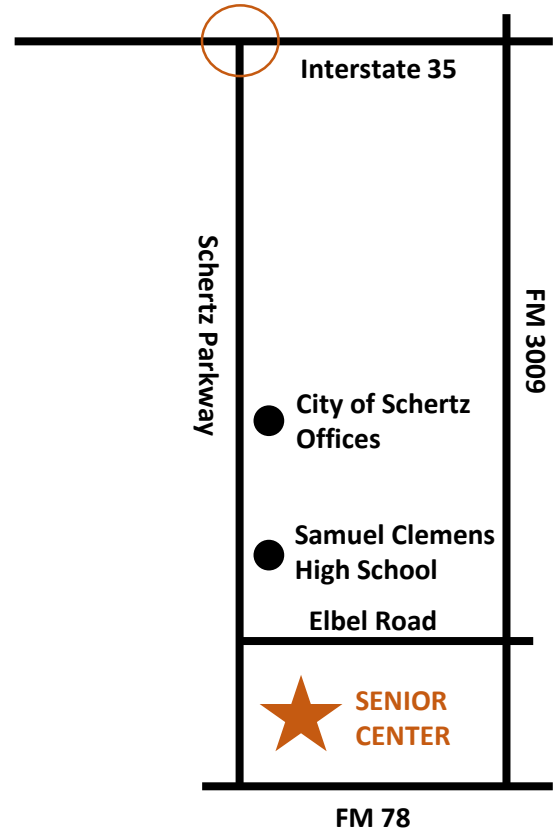 Interstate 35
Schertz Parkway
FM 3009
City of Schertz
Offices
Samuel Clemens
High School
Elbel Road
SENIOR
CENTER
FM 78